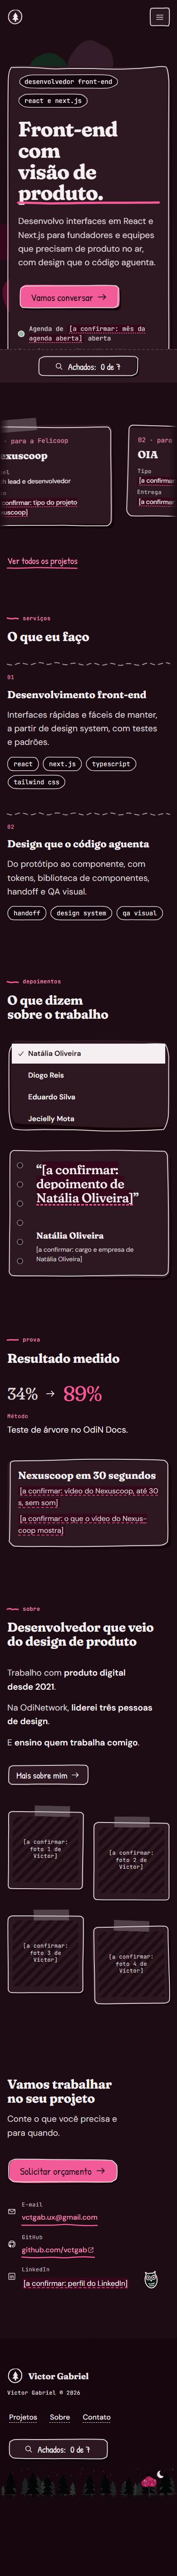 desenvolvedor front-end
react e next.js
Front-end
com
visão de
produto.
Desenvolvo interfaces em React e
Next.js para fundadores e equipes
que precisam de produto no ar,
com design que o código aguenta.
Vamos conversar
Agenda de [a confirmar: mês da
agenda aberta] aberta
Achados: 0 de 7
para a Felicoop
exuscoop
h lead e desenvolvedor
confirmar: tipo do projeto
02 · para
OIA
Tipo
[a confirmar
Entrega
[a confirmar
Ver todos os projetos
serviços
O que eu faço
01
Desenvolvimento front-end
Interfaces rápidas e fáceis de manter,
a partir de design system, com testes
e padrões.
react
next.js
typescript
tailwind css
02
Design que o código aguenta
Do protótipo ao componente, com
tokens, biblioteca de componentes,
handoff e QA visual.
handoff
design system
qa visual
depoimentos
O que dizem
sobre o trabalho
Natália Oliveira
Diogo Reis
Eduardo Silva
Jecielly Mota
“[a confirmar:
depoimento de
Natália Oliveira]”
Natália Oliveira
[a confirmar: cargo e empresa de
Natália Oliveira]
prova
Resultado medido
34% → 89%
Método
Teste de árvore no OdiN Docs.
Nexuscoop em 30 segundos
[a confirmar: vídeo do Nexuscoop, até 30
s, sem som]
[a confirmar: o que o vídeo do Nexus-
coop mostra]
sobre
Desenvolvedor que veio
do design de produto
Trabalho com produto digital
desde 2021.
Na OdiNetwork, liderei três pessoas
de design.
E ensino quem trabalha comigo.
Mais sobre mim
[a confirmar:
foto 1 de
Victor]
[a confirmar:
foto 2 de
Victor]
[a confirmar:
foto 3 de
Victor]
[a confirmar:
foto 4 de
Victor]
Vamos trabalhar
no seu projeto
Conte o que você precisa e
para quando.
Solicitar orçamento
E-mail
vctgab.ux@gmail.com
GitHub
github.com/vctgab
LinkedIn
[a confirmar: perfil do LinkedIn]
Victor Gabriel
Victor Gabriel © 2026
Projetos
Sobre
Contato
Achados: 0 de 7